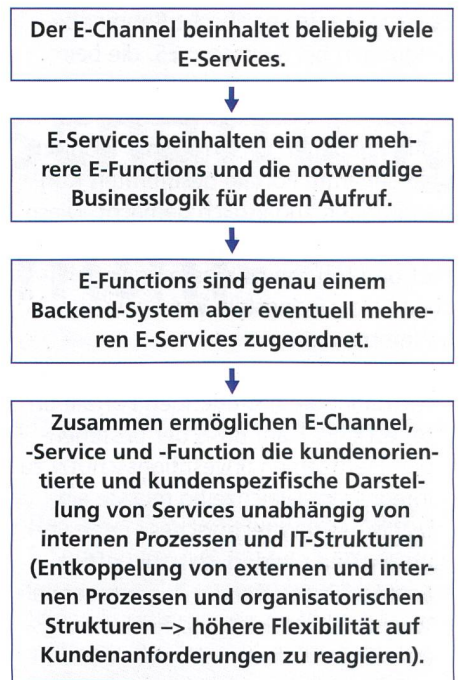 Der E-Channel beinhaltet beliebig viele
E-Services.
E-Services beinhalten ein oder meh-
rere E-Functions und die notwendige
Businesslogik für deren Aufruf.
E-Functions sind genau einem
Backend-System aber eventuell mehre-
ren E-Services zugeordnet.
Zusammen ermöglichen E-Channel,
-Service und -Function die kundenorien-
tierte und kundenspezifische Darstel-
lung von Services unabhängig von
internen Prozessen und IT-Strukturen
(Entkoppelung von externen und inter-
nen Prozessen und organisatorischen
Strukturen –> höhere Flexibilität auf
Kundenanforderungen zu reagieren).